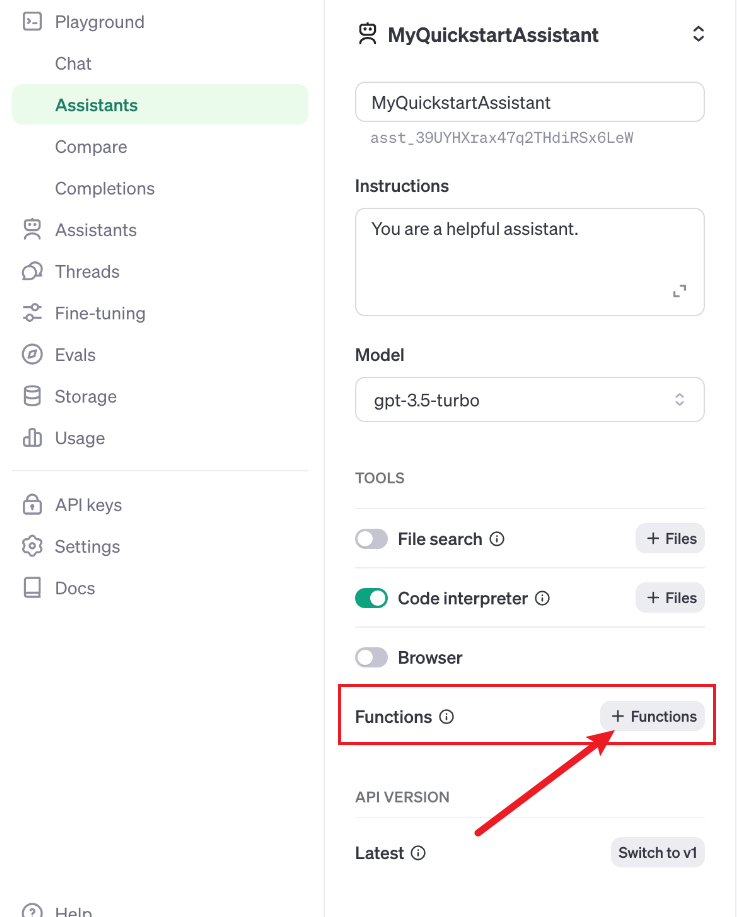 Playground
Chat
Assistants
Compare
Completions
Assistants
Threads
Fine-tuning
Evals
Storage
Usage
API keys
Settings
Docs
Help
MyQuickstartAssistant
MyQuickstartAssistant
asst_39UYHXrax47q2THdiRSx6LeW
Instructions
You are a helpful assistant.
Model
gpt-3.5-turbo
TOOLS
File search + Files
Code interpreter + Files
Browser
Functions + Functions
API VERSION
Latest Switch to v1